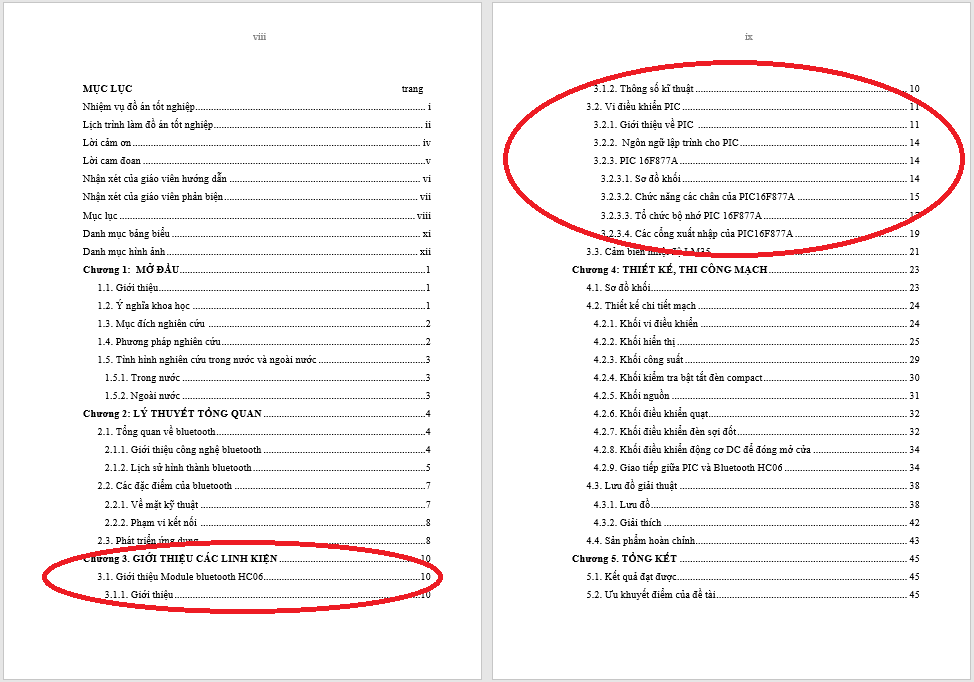 viii
MỤC LỤC trang
Nhiệm vụ đồ án tốt nghiệp i
Lịch trình làm đồ án tốt nghiệp ii
Lời cám ơn iv
Lời cam đoan v
Nhận xét của giáo viên hướng dẫn vi
Nhận xét của giáo viên phản biện vii
Mục lục viii
Danh mục bảng biểu xi
Danh mục hình ảnh xii
Chương 1: MỞ ĐẦU 1
1.1. Giới thiệu 1
1.2. Ý nghĩa khoa học 1
1.3. Mục đích nghiên cứu 2
1.4. Phương pháp nghiên cứu 2
1.5. Tình hình nghiên cứu trong nước và ngoài nước 3
1.5.1. Trong nước 3
1.5.2. Ngoài nước 3
Chương 2: LÝ THUYẾT TỔNG QUAN 4
2.1. Tổng quan về bluetooth 4
2.1.1. Giới thiệu công nghệ bluetooth 4
2.1.2. Lịch sử hình thành bluetooth 5
2.2. Các đặc điểm của bluetooth 7
2.2.1. Về mặt kỹ thuật 7
2.2.2. Phạm vi kết nối 8
2.3. Phát triển ứng dụng 8
Chương 3. GIỚI THIỆU CÁC LINH KIỆN 10
3.1. Giới thiệu Module bluetooth HC06 10
3.1.1. Giới thiệu 10
ix
3.1.2. Thông số kĩ thuật 10
3.2. Vi điều khiển PIC 11
3.2.1. Giới thiệu về PIC 11
3.2.2. Ngôn ngữ lập trình cho PIC 14
3.2.3. PIC 16F877A 14
3.2.3.1. Sơ đồ khối 14
3.2.3.2. Chức năng các chân của PIC16F877A 15
3.2.3.3. Tổ chức bộ nhớ PIC 16F877A 17
3.2.3.4. Các cổng xuất nhập của PIC16F877A 19
3.3. Cảm biến nhiệt độ LM35 21
Chương 4: THIẾT KẾ, THI CÔNG MẠCH 23
4.1. Sơ đồ khối 23
4.2. Thiết kế chi tiết mạch 24
4.2.1. Khối vi điều khiển 24
4.2.2. Khối hiển thị 25
4.2.3. Khối công suất 29
4.2.4. Khối kiểm tra bật tắt đèn compact 30
4.2.5. Khối nguồn 31
4.2.6. Khối điều khiển quạt 32
4.2.7. Khối điều khiển đèn sợi đốt 32
4.2.8. Khối điều khiển động cơ DC để đóng mở cửa 34
4.2.9. Giao tiếp giữa PIC và Bluetooth HC06 34
4.3. Lưu đồ giải thuật 38
4.3.1. Lưu đồ 38
4.3.2. Giải thích 42
4.4. Sản phẩm hoàn chỉnh 43
Chương 5. TỔNG KẾT 45
5.1. Kết quả đạt được 45
5.2. Ưu khuyết điểm của đề tài 45